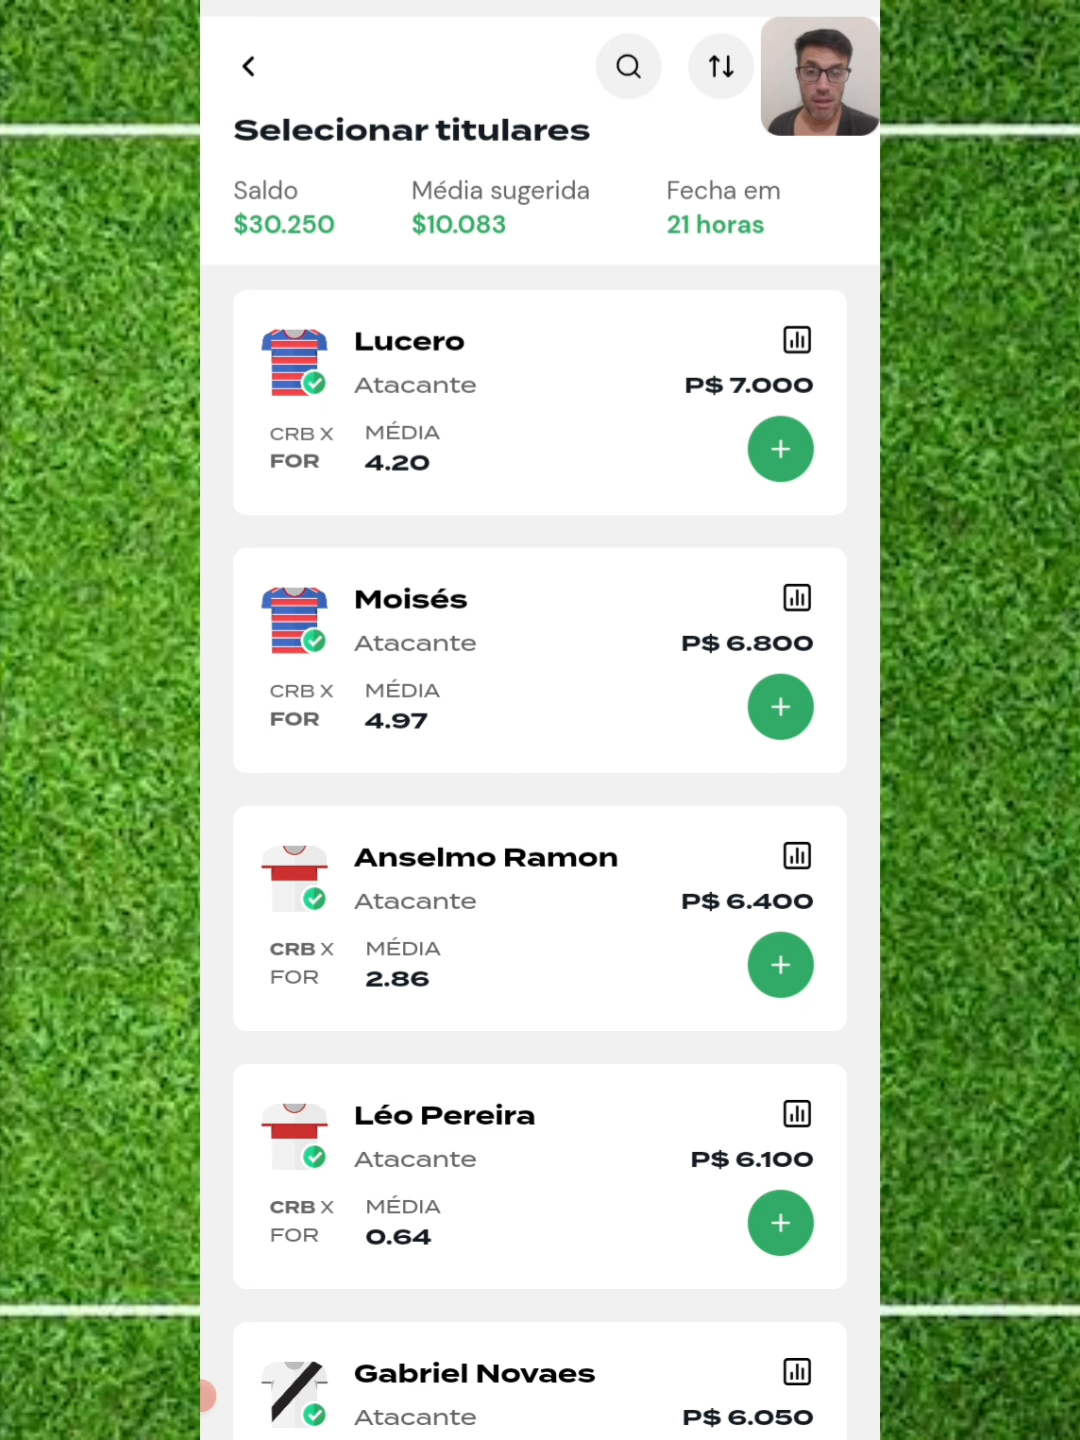 Selecionar titulares
Saldo
Média sugerida
Fecha em
$30.250
$10.083
21 horas
Lucero
Atacante
P$ 7.000
CRB X
FOR
MÉDIA
4.20
Moisés
Atacante
P$ 6.800
CRB X
FOR
MÉDIA
4.97
Anselmo Ramon
Atacante
P$ 6.400
CRB X
FOR
MÉDIA
2.86
Léo Pereira
Atacante
P$ 6.100
CRB X
FOR
MÉDIA
0.64
Gabriel Novaes
Atacante
P$ 6.050